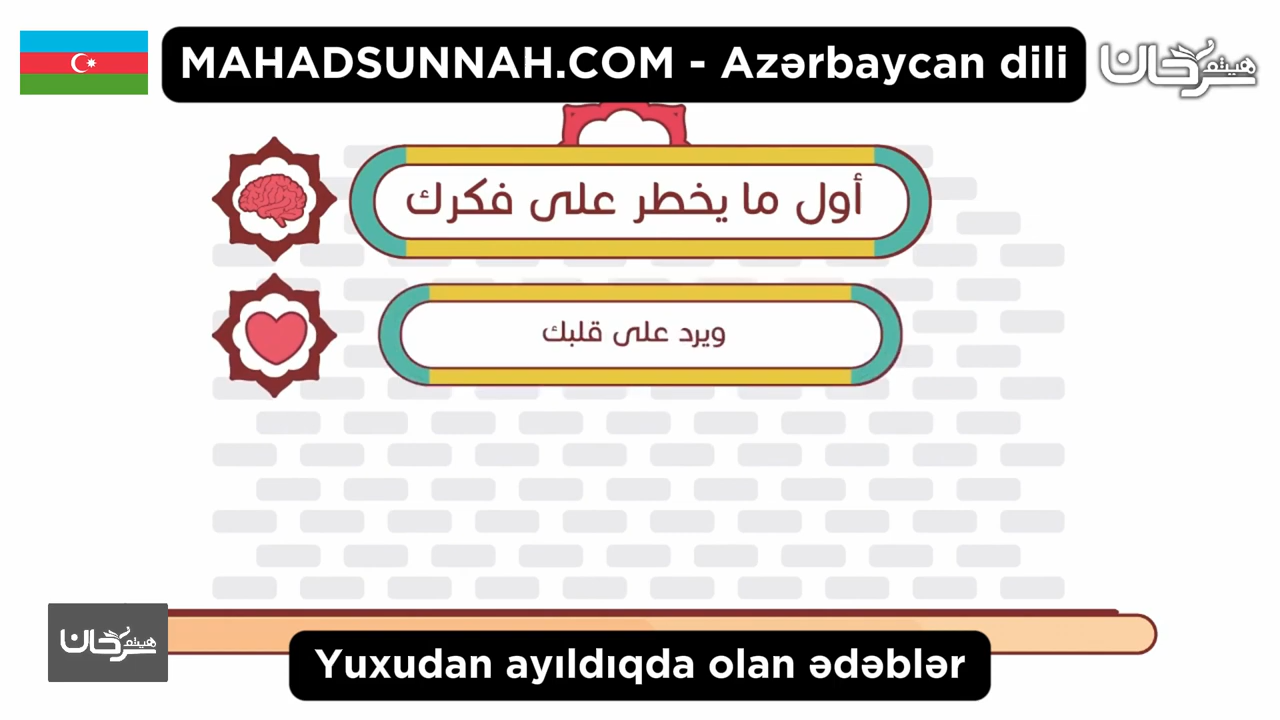 MAHADSUNNAH.COM - Azərbaycan dili
هيثم سرحان
أول ما يخطر على فكرك
ويرد على قلبك
هيثم سرحان
Yuxudan ayıldıqda olan ədəblər